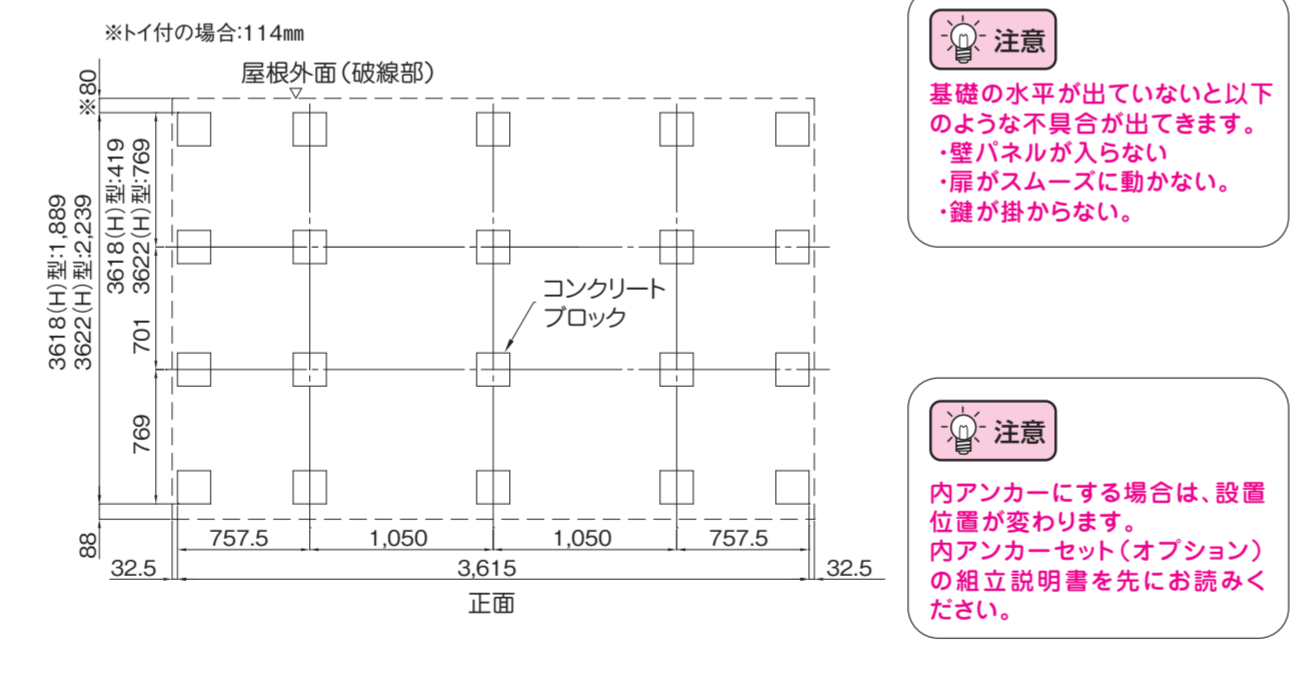 ※トイ付の場合:114㎜
屋根外面(破線部)
※80
3618(H)型:1,889
3622(H)型:2,239
3618(H)型:419
3622(H)型:769
701
769
88
コンクリート
ブロック
757.5
1,050
1,050
757.5
32.5
3,615
32.5
正面
注意
基礎の水平が出ていないと以下
のような不具合が出てきます。
・壁パネルが入らない
・扉がスムーズに動かない。
・鍵が掛からない。
注意
内アンカーにする場合は、設置
位置が変わります。
内アンカーセット(オプション)
の組立説明書を先にお読みく
ださい。